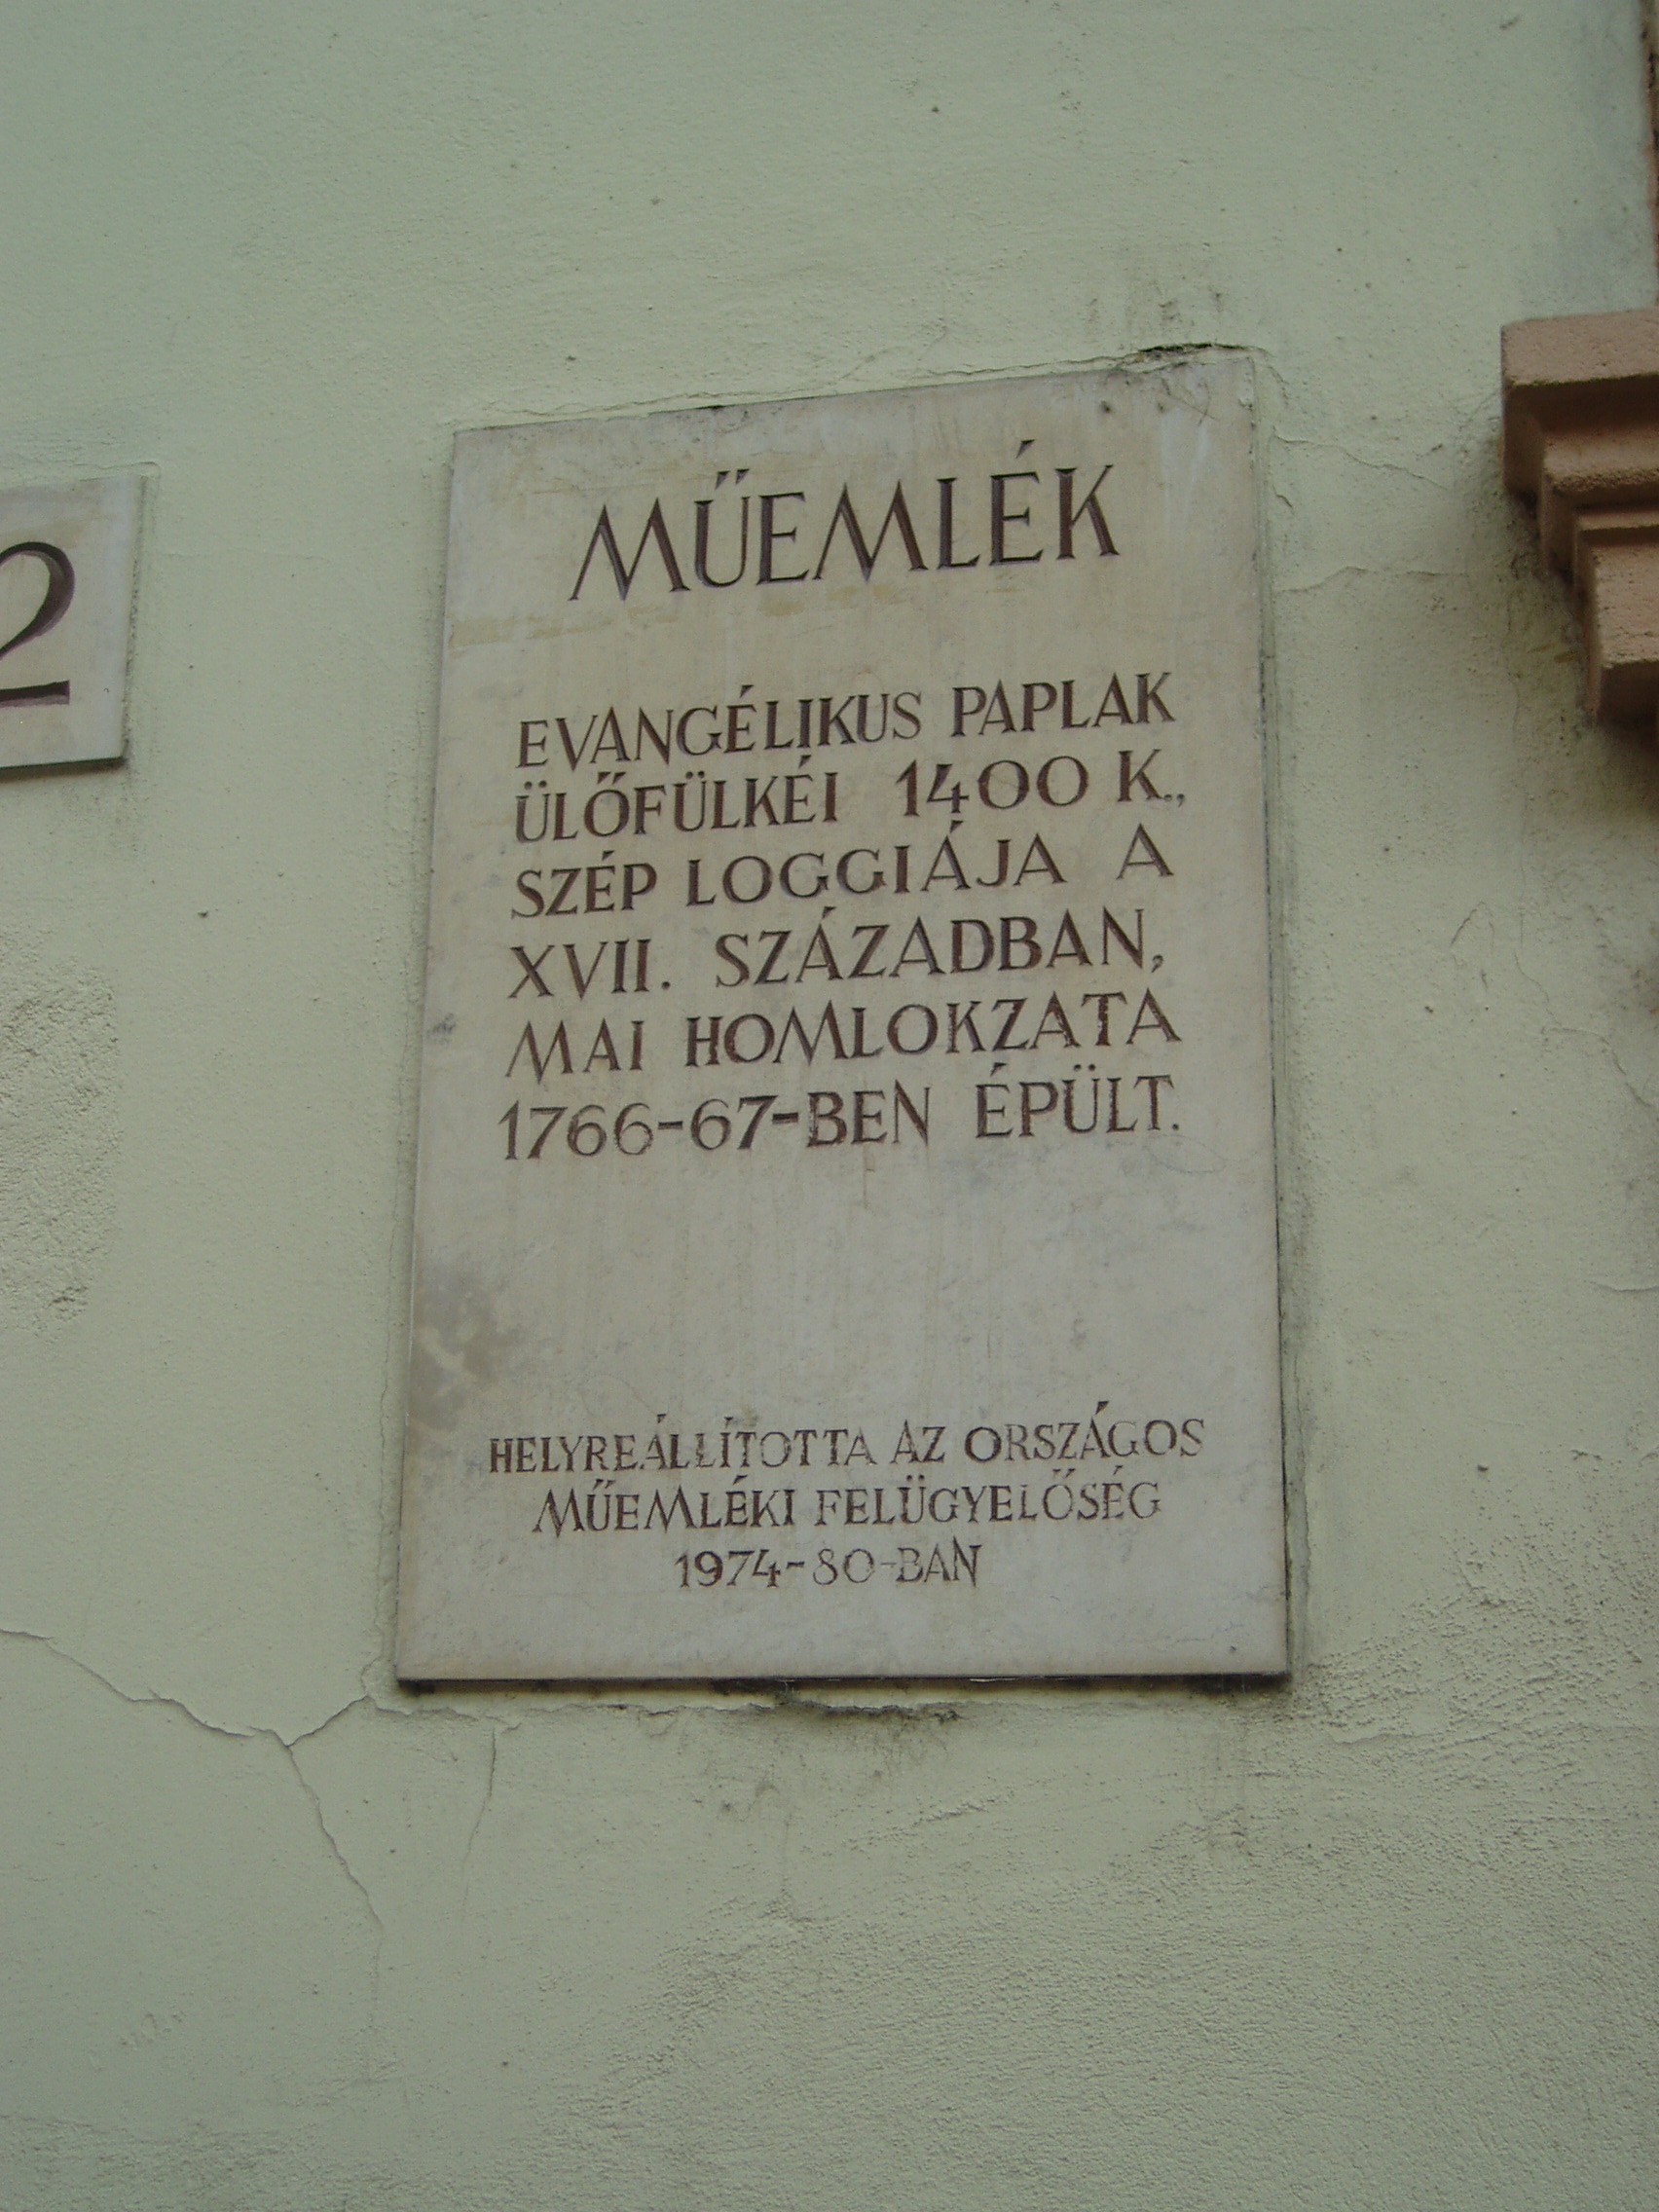 2
MŰEMLÉK
EVANGÉLIKUS PAPLAK
ÜLŐFÜLKÉI 1400 K.,
SZÉP LOGGIÁJA A
XVII. SZÁZADBAN,
MAI HOMLOKZATA
1766-67-BEN ÉPÜLT.
HELYREÁLLÍTOTTA AZ ORSZÁGOS
MŰEMLÉKI FELÜGYELŐSÉG
1974-80-BAN